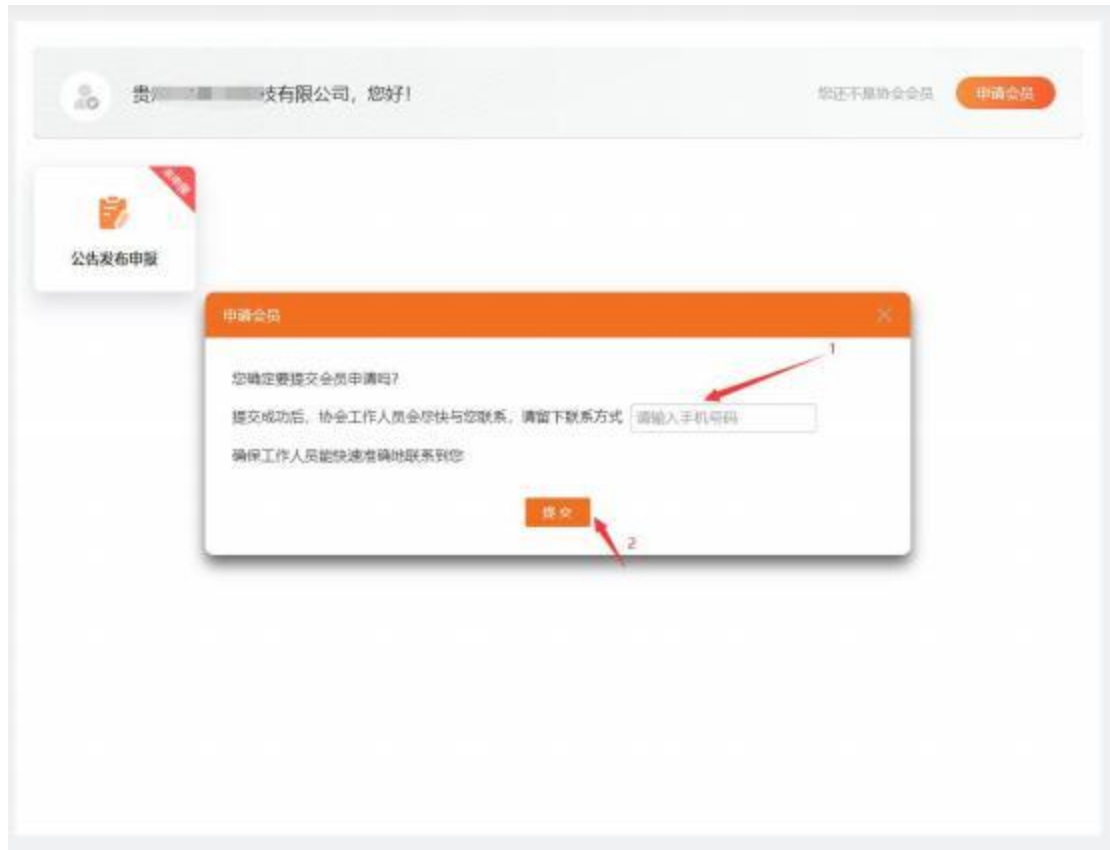 贵 技有限公司，您好！
您还不是协会会员 申请会员
未申报
公告发布申报
申请会员
1
您确定要提交会员申请吗?
提交成功后，协会工作人员会尽快与您联系，请留下联系方式 请输入手机号码
确保工作人员能快速准确地联系到您
提 交
2